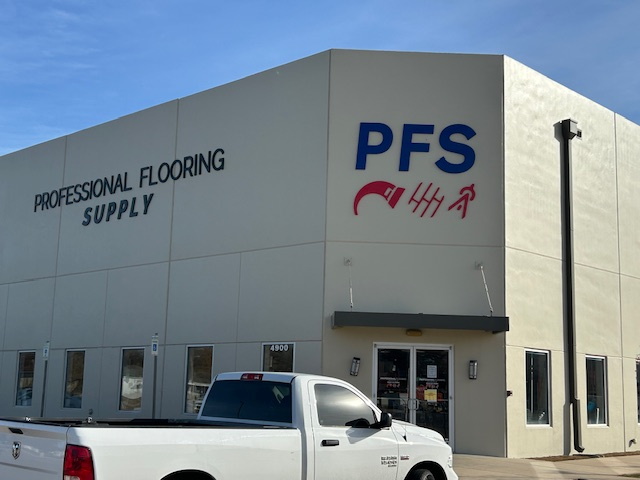 PROFESSIONAL FLOORING
SUPPLY
PFS
4900